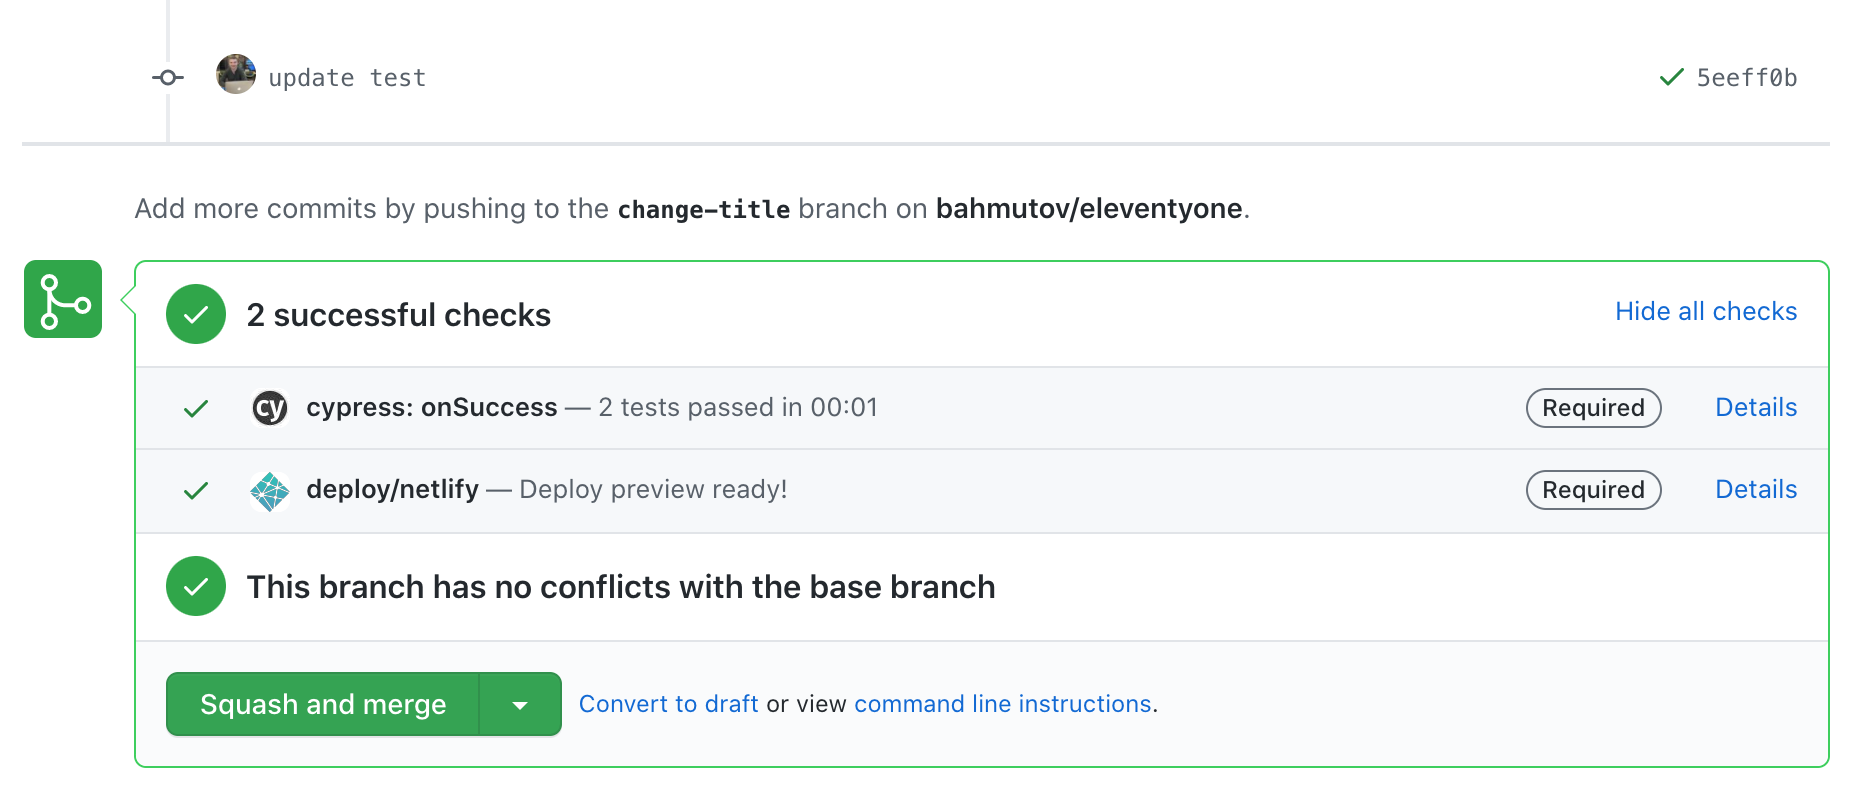 update test 5eeff0b
Add more commits by pushing to the change-title branch on bahmutov/eleventyone.
2 successful checks Hide all checks
cy cypress: onSuccess — 2 tests passed in 00:01 Required Details
deploy/netlify — Deploy preview ready! Required Details
This branch has no conflicts with the base branch
Squash and merge Convert to draft or view command line instructions.